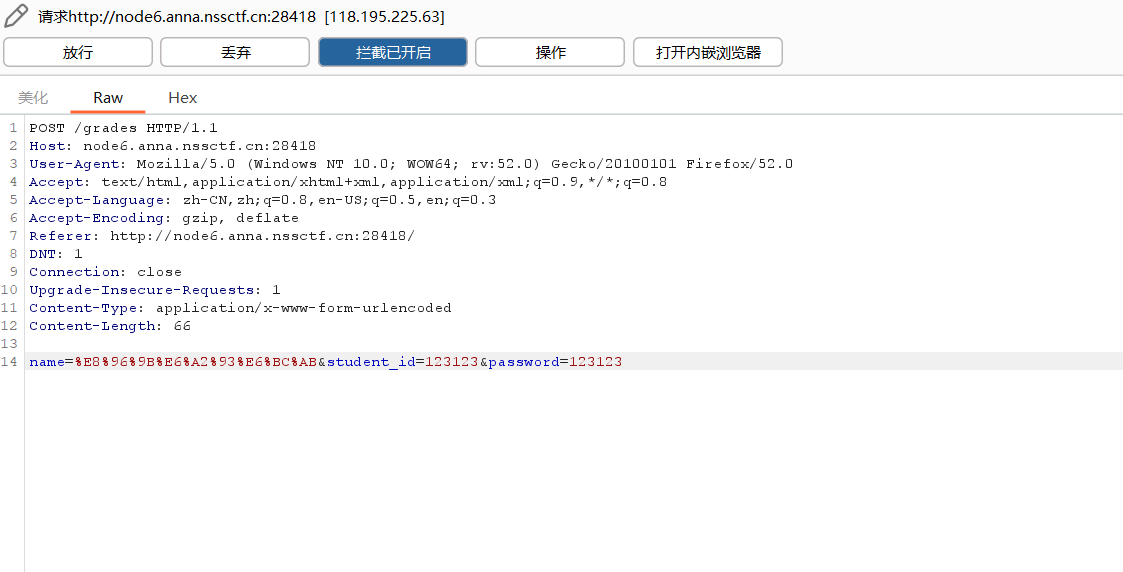 请求http://node6.anna.nssctf.cn:28418 [118.195.225.63]
放行 丢弃 拦截已开启 操作 打开内嵌浏览器
美化 Raw Hex
1 POST /grades HTTP/1.1
2 Host: node6.anna.nssctf.cn:28418
3 User-Agent: Mozilla/5.0 (Windows NT 10.0; WOW64; rv:52.0) Gecko/20100101 Firefox/52.0
4 Accept: text/html,application/xhtml+xml,application/xml;q=0.9,*/*;q=0.8
5 Accept-Language: zh-CN,zh;q=0.8,en-US;q=0.5,en;q=0.3
6 Accept-Encoding: gzip, deflate
7 Referer: http://node6.anna.nssctf.cn:28418/
8 DNT: 1
9 Connection: close
10 Upgrade-Insecure-Requests: 1
11 Content-Type: application/x-www-form-urlencoded
12 Content-Length: 66
13
14 name=%E8%96%9B%E6%A2%93%E6%BC%AB&student_id=123123&password=123123